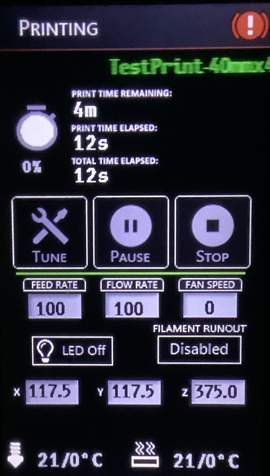 PRINTING
TestPrint-40mmx4
PRINT TIME REMAINING:
4m
PRINT TIME ELAPSED:
12s
TOTAL TIME ELAPSED:
12s
0%
TUNE PAUSE STOP
FEED RATE FLOW RATE FAN SPEED
100 100 0
FILAMENT RUNOUT
LED Off Disabled
X 117.5 Y 117.5 Z 375.0
21/0°C 21/0°C